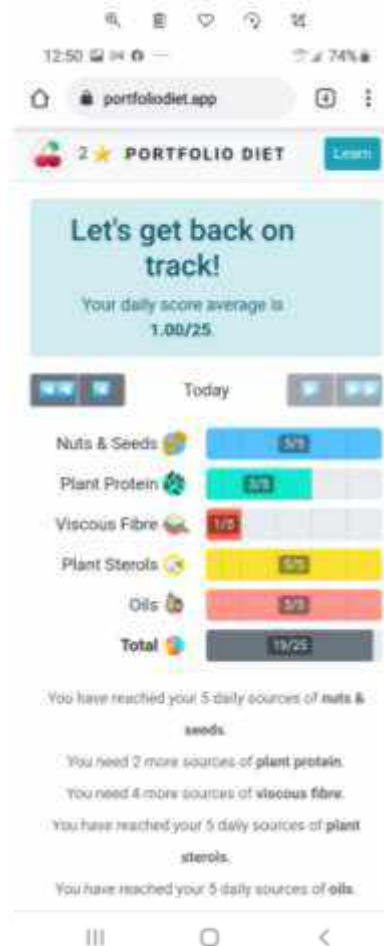 12:50
74%
portfoliodiet.app
4
2 PORTFOLIO DIET
Learn
Let's get back on
track!
Your daily score average is
1.00/25
Today
Nuts & Seeds 5/5
Plant Protein 3/5
Viscous Fibre 1/5
Plant Sterols 5/5
Oils 5/5
Total 19/25
You have reached your 5 daily sources of nuts &
seeds.
You need 2 more sources of plant protein.
You need 4 more sources of viscous fibre.
You have reached your 5 daily sources of plant
sterols.
You have reached your 5 daily sources of oils.